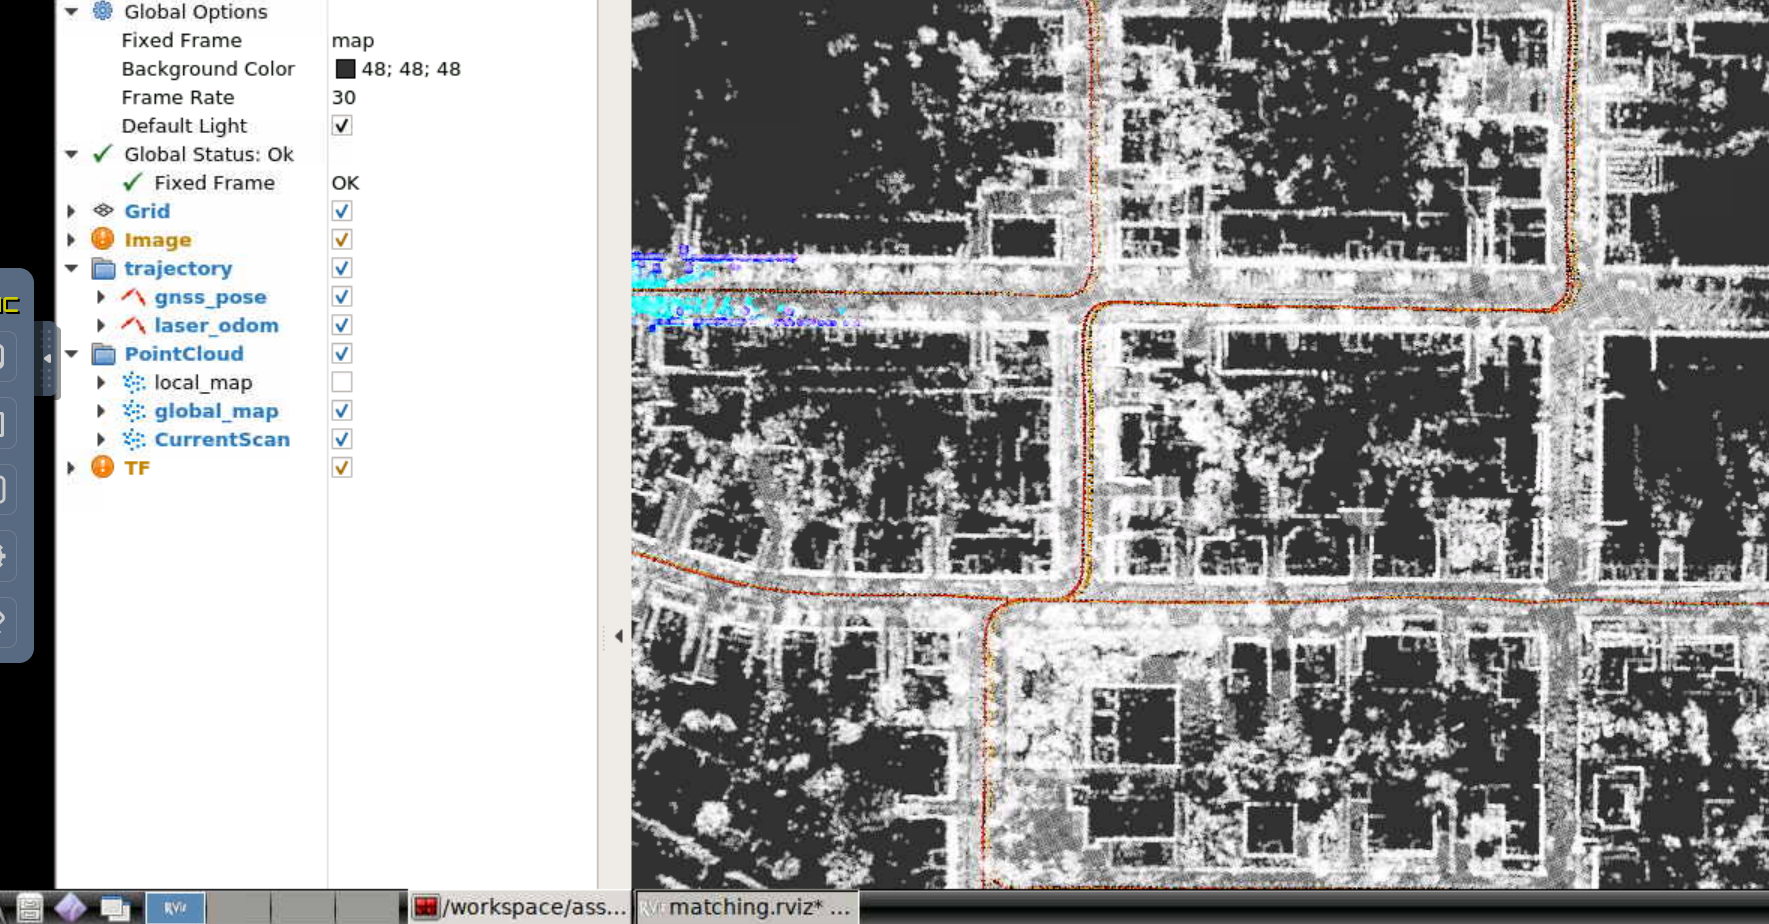 Global Options
Fixed Frame map
Background Color 48; 48; 48
Frame Rate 30
Default Light
Global Status: Ok
Fixed Frame OK
Grid
Image
trajectory
gnss_pose
laser_odom
PointCloud
local_map
global_map
CurrentScan
TF
RViz /workspace/ass... matching.rviz* ...